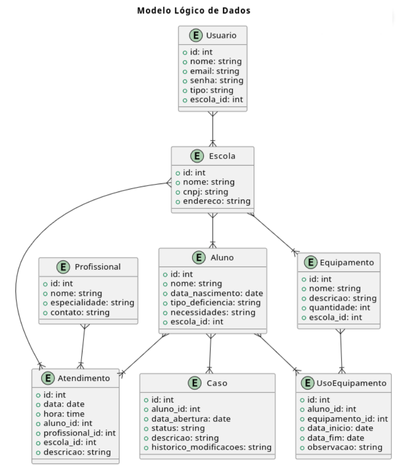 Modelo Lógico de Dados
E Usuario
id: int
nome: string
email: string
senha: string
tipo: string
escola_id: int
E Escola
id: int
nome: string
cnpj: string
endereco: string
E Profissional
id: int
nome: string
especialidade: string
contato: string
E Aluno
id: int
nome: string
data_nascimento: date
tipo_deficiencia: string
necessidades: string
escola_id: int
E Equipamento
id: int
nome: string
descricao: string
quantidade: int
escola_id: int
E Atendimento
id: int
data: date
hora: time
aluno_id: int
profissional_id: int
escola_id: int
descricao: string
E Caso
id: int
aluno_id: int
data_abertura: date
status: string
descricao: string
historico_modificacoes: string
E UsoEquipamento
id: int
aluno_id: int
equipamento_id: int
data_inicio: date
data_fim: date
observacao: string